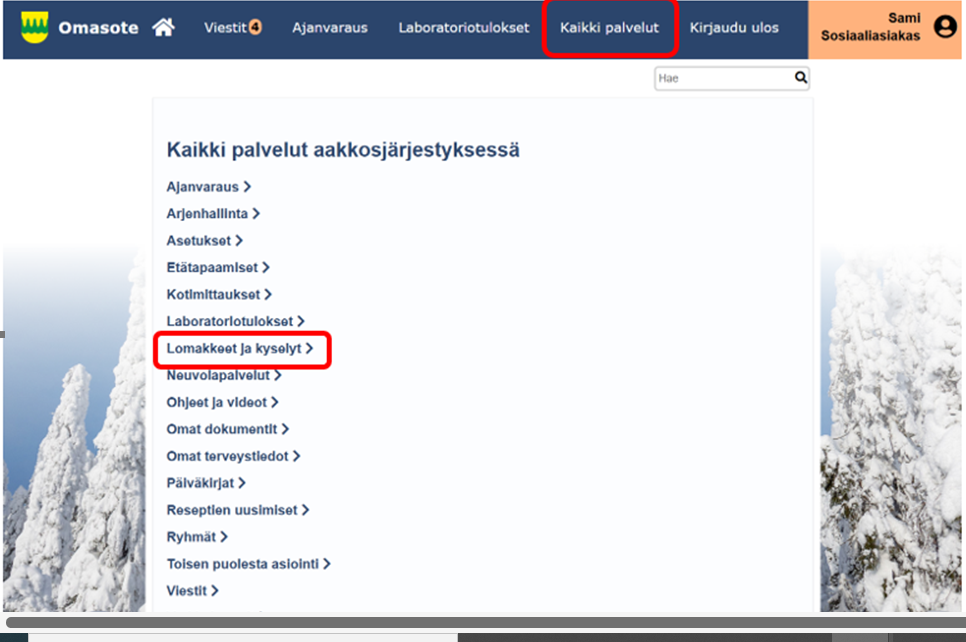 Omasote Viestit 4 Ajanvaraus Laboratoriotulokset Kaikki palvelut Kirjaudu ulos Sami
Sosiaaliasiakas
Hae
Kaikki palvelut aakkosjärjestyksessä
Ajanvaraus
Arjenhallinta
Asetukset
Etätapaamiset
Kotimittaukset
Laboratoriotulokset
Lomakkeet ja kyselyt
Neuvolapalvelut
Ohjeet ja videot
Omat dokumentit
Omat terveystiedot
Päiväkirjat
Reseptien uusimiset
Ryhmät
Toisen puolesta asiointi
Viestit